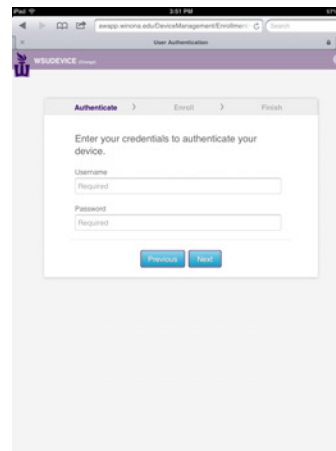 iPad
3:51 PM
97%
awapp.winona.edu/DeviceManagement/Enrollment
Search
User Authentication
WSUDEVICE
Authenticate
Enroll
Finish
Enter your credentials to authenticate your
device.
Username
Required
Password
Required
Previous
Next